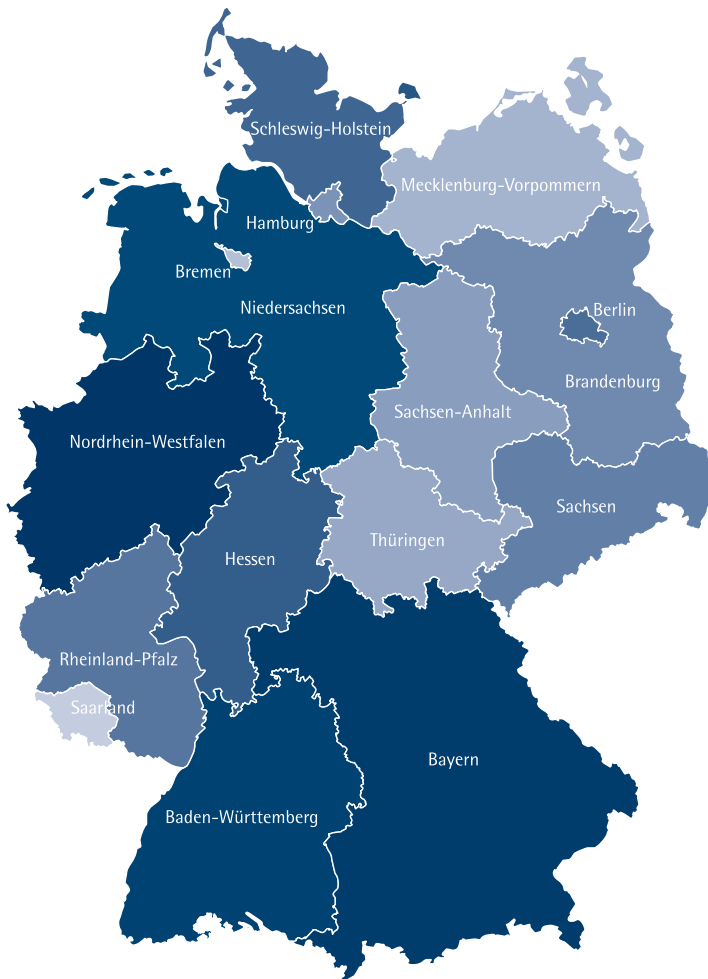 Schleswig-Holstein
Mecklenburg-Vorpommern
Hamburg
Bremen
Niedersachsen
Berlin
Brandenburg
Sachsen-Anhalt
Nordrhein-Westfalen
Sachsen
Thüringen
Hessen
Rheinland-Pfalz
Saarland
Bayern
Baden-Württemberg